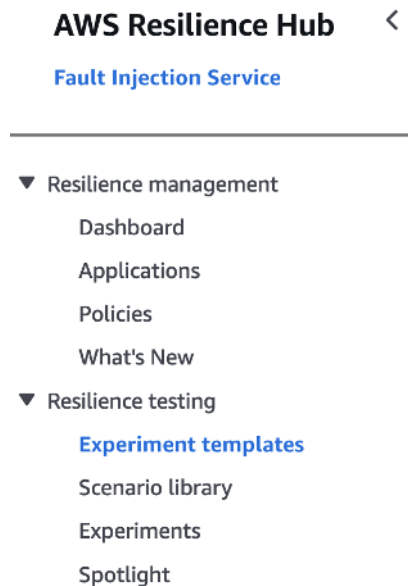 AWS Resilience Hub
Fault Injection Service
Resilience management
Dashboard
Applications
Policies
What's New
Resilience testing
Experiment templates
Scenario library
Experiments
Spotlight